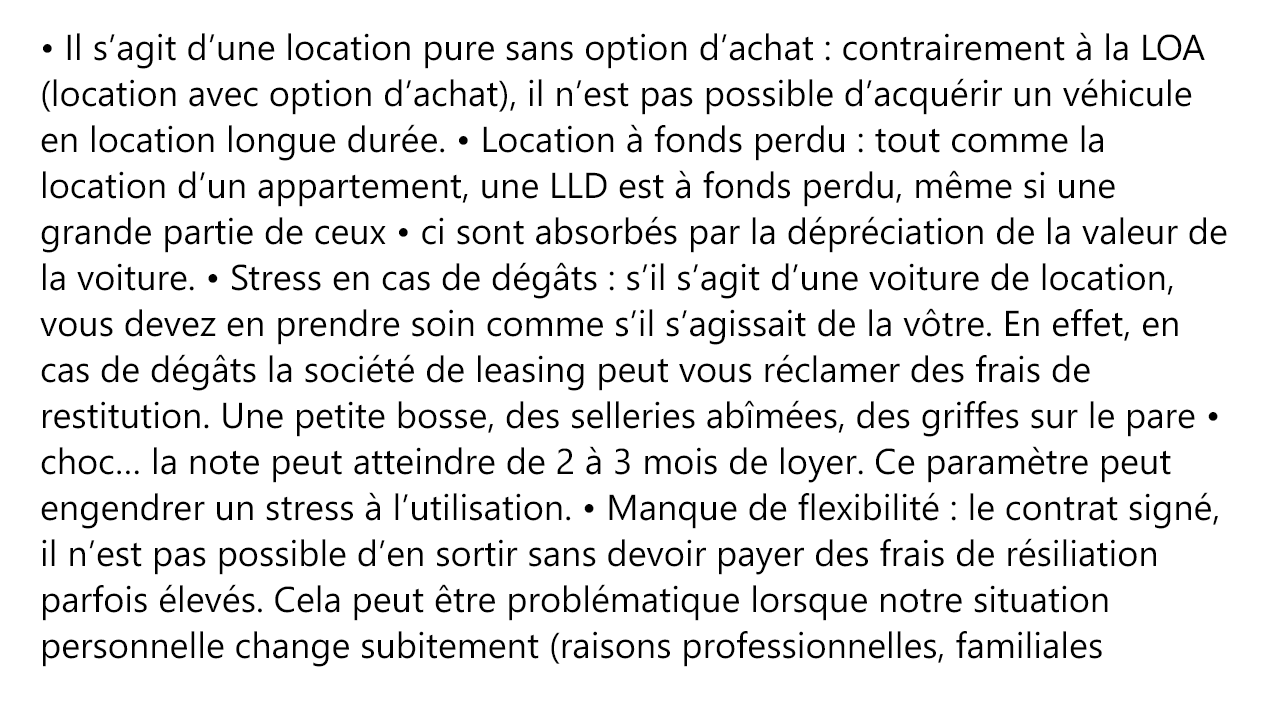 • Il s’agit d’une location pure sans option d’achat : contrairement à la LOA
(location avec option d’achat), il n’est pas possible d’acquérir un véhicule
en location longue durée. • Location à fonds perdu : tout comme la
location d’un appartement, une LLD est à fonds perdu, même si une
grande partie de ceux • ci sont absorbés par la dépréciation de la valeur de
la voiture. • Stress en cas de dégâts : s’il s’agit d’une voiture de location,
vous devez en prendre soin comme s’il s’agissait de la vôtre. En effet, en
cas de dégâts la société de leasing peut vous réclamer des frais de
restitution. Une petite bosse, des selleries abîmées, des griffes sur le pare •
choc... la note peut atteindre de 2 à 3 mois de loyer. Ce paramètre peut
engendrer un stress à l’utilisation. • Manque de flexibilité : le contrat signé,
il n’est pas possible d’en sortir sans devoir payer des frais de résiliation
parfois élevés. Cela peut être problématique lorsque notre situation
personnelle change subitement (raisons professionnelles, familiales